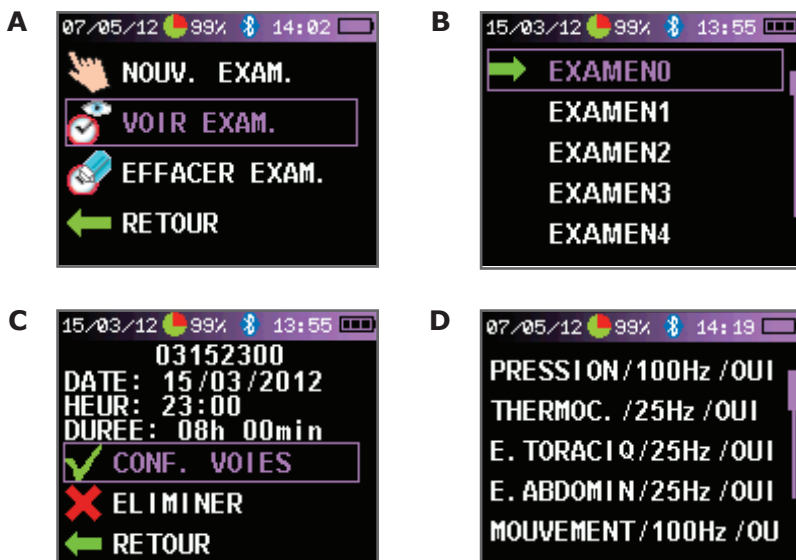 A
07/05/12 99% 14:02
NOUV. EXAM.
VOIR EXAM.
EFFACER EXAM.
RETOUR
B
15/03/12 99% 13:55
EXAMEN0
EXAMEN1
EXAMEN2
EXAMEN3
EXAMEN4
C
15/03/12 99% 13:55
03152300
DATE: 15/03/2012
HEUR: 23:00
DUREE: 08h 00min
CONF. VOIES
ELIMINER
RETOUR
D
07/05/12 99% 14:19
PRESSION/100Hz/OUI
THERMOC. /25Hz/OUI
E.TORACIQ/25Hz/OUI
E.ABDOMIN/25Hz/OUI
MOUVEMENT/100Hz/OU